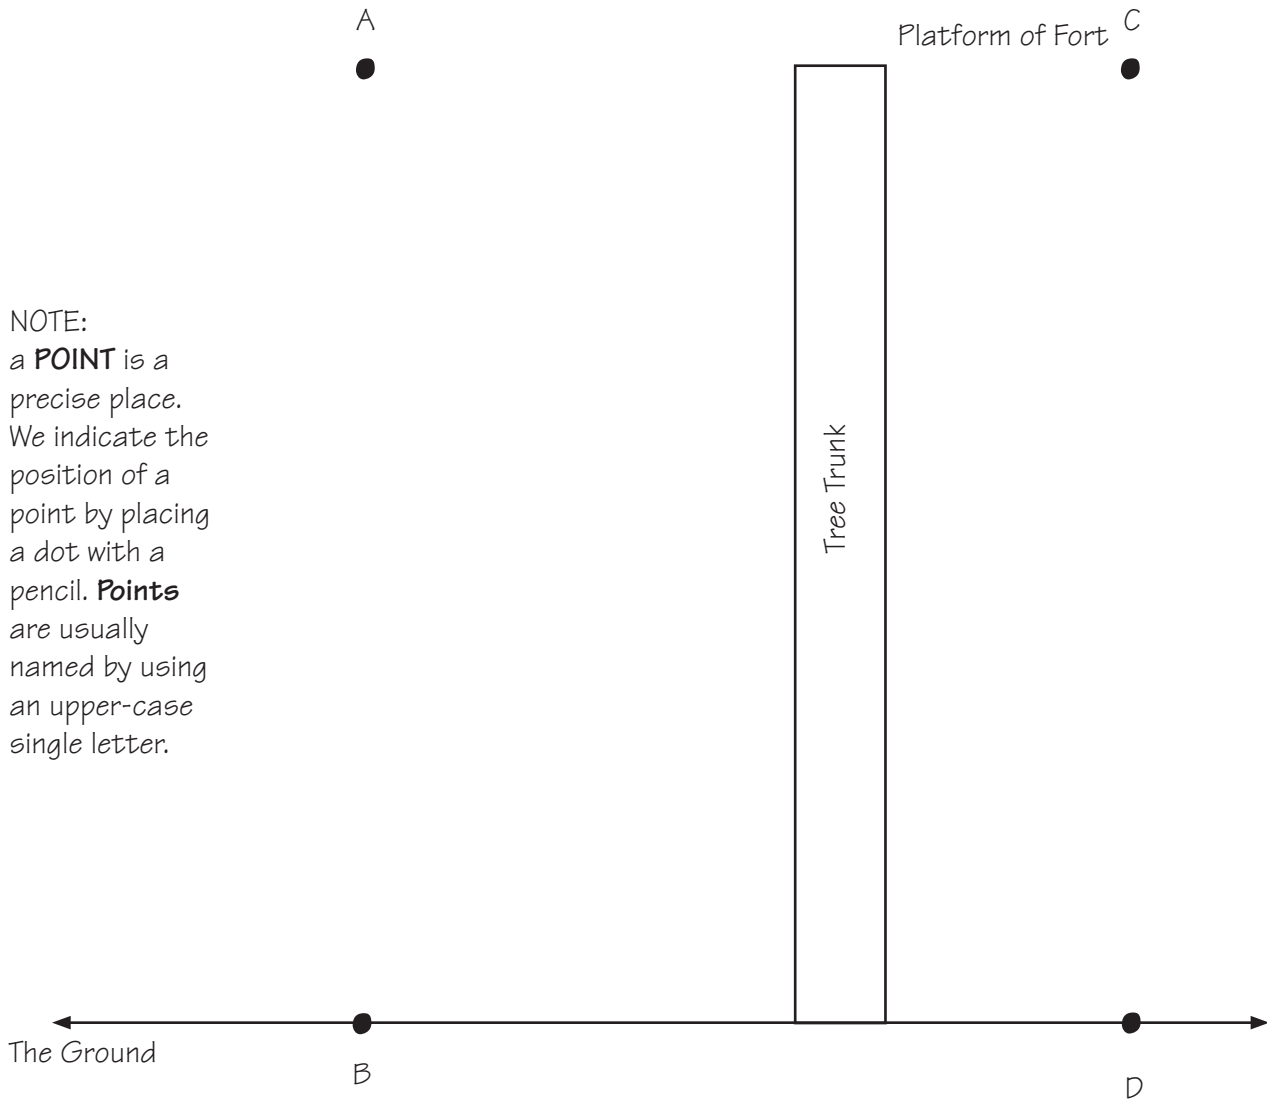 A
Platform of Fort
C
NOTE:
a POINT is a
precise place.
We indicate the
position of a
point by placing
a dot with a
pencil. Points
are usually
named by using
an upper-case
single letter.
Tree Trunk
The Ground
B
D